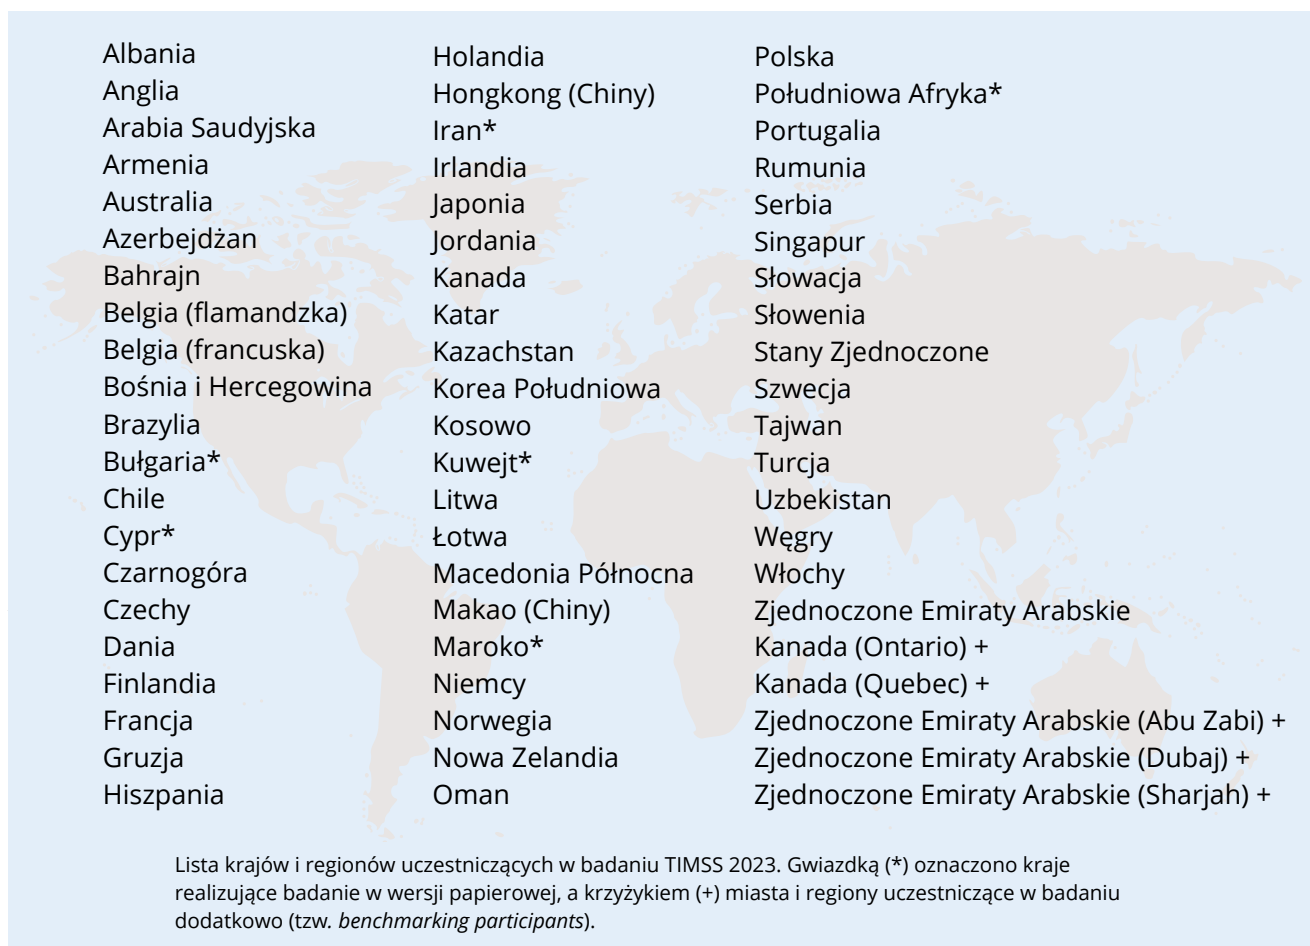 Albania
Anglia
Arabia Saudyjska
Armenia
Australia
Azerbejdżan
Bahrajn
Belgia (flamandzka)
Belgia (francuska)
Bośnia i Hercegowina
Brazylia
Bułgaria*
Chile
Cypr*
Czarnogóra
Czechy
Dania
Finlandia
Francja
Gruzja
Hiszpania
Holandia
Hongkong (Chiny)
Iran*
Irlandia
Japonia
Jordania
Kanada
Katar
Kazachstan
Korea Południowa
Kosowo
Kuwejt*
Litwa
Łotwa
Macedonia Północna
Makao (Chiny)
Maroko*
Niemcy
Norwegia
Nowa Zelandia
Oman
Polska
Południowa Afryka*
Portugalia
Rumunia
Serbia
Singapur
Słowacja
Słowenia
Stany Zjednoczone
Szwecja
Tajwan
Turcja
Uzbekistan
Węgry
Włochy
Zjednoczone Emiraty Arabskie
Kanada (Ontario) +
Kanada (Quebec) +
Zjednoczone Emiraty Arabskie (Abu Zabi) +
Zjednoczone Emiraty Arabskie (Dubaj) +
Zjednoczone Emiraty Arabskie (Sharjah) +
Lista krajów i regionów uczestniczących w badaniu TIMSS 2023. Gwiazdką (*) oznaczono kraje
realizujące badanie w wersji papierowej, a krzyżykiem (+) miasta i regiony uczestniczące w badaniu
dodatkowo (tzw. benchmarking participants).